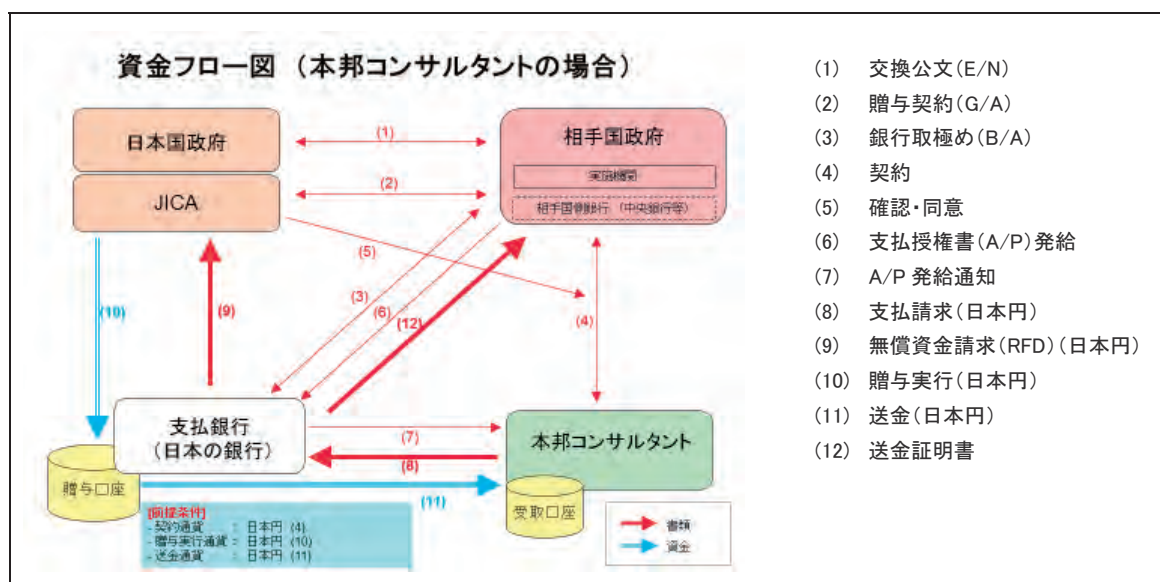 資金フロー図 （本邦コンサルタントの場合）
日本国政府
JICA
相手国政府
実施機関
相手国側銀行 （中央銀行等）
(1)
(2)
(5)
(3)
(6)
(12)
(4)
(10)
(9)
支払銀行
（日本の銀行）
(7)
(8)
本邦コンサルタント
贈与口座
(11)
受取口座
[前提条件]
- 契約通貨 ： 日本円 (4)
- 贈与実行通貨： 日本円 (10)
- 送金通貨 ： 日本円 (11)
書類
資金
(1) 交換公文(E/N)
(2) 贈与契約(G/A)
(3) 銀行取極め(B/A)
(4) 契約
(5) 確認・同意
(6) 支払授権書(A/P)発給
(7) A/P 発給通知
(8) 支払請求(日本円)
(9) 無償資金請求(RFD)(日本円)
(10) 贈与実行(日本円)
(11) 送金(日本円)
(12) 送金証明書